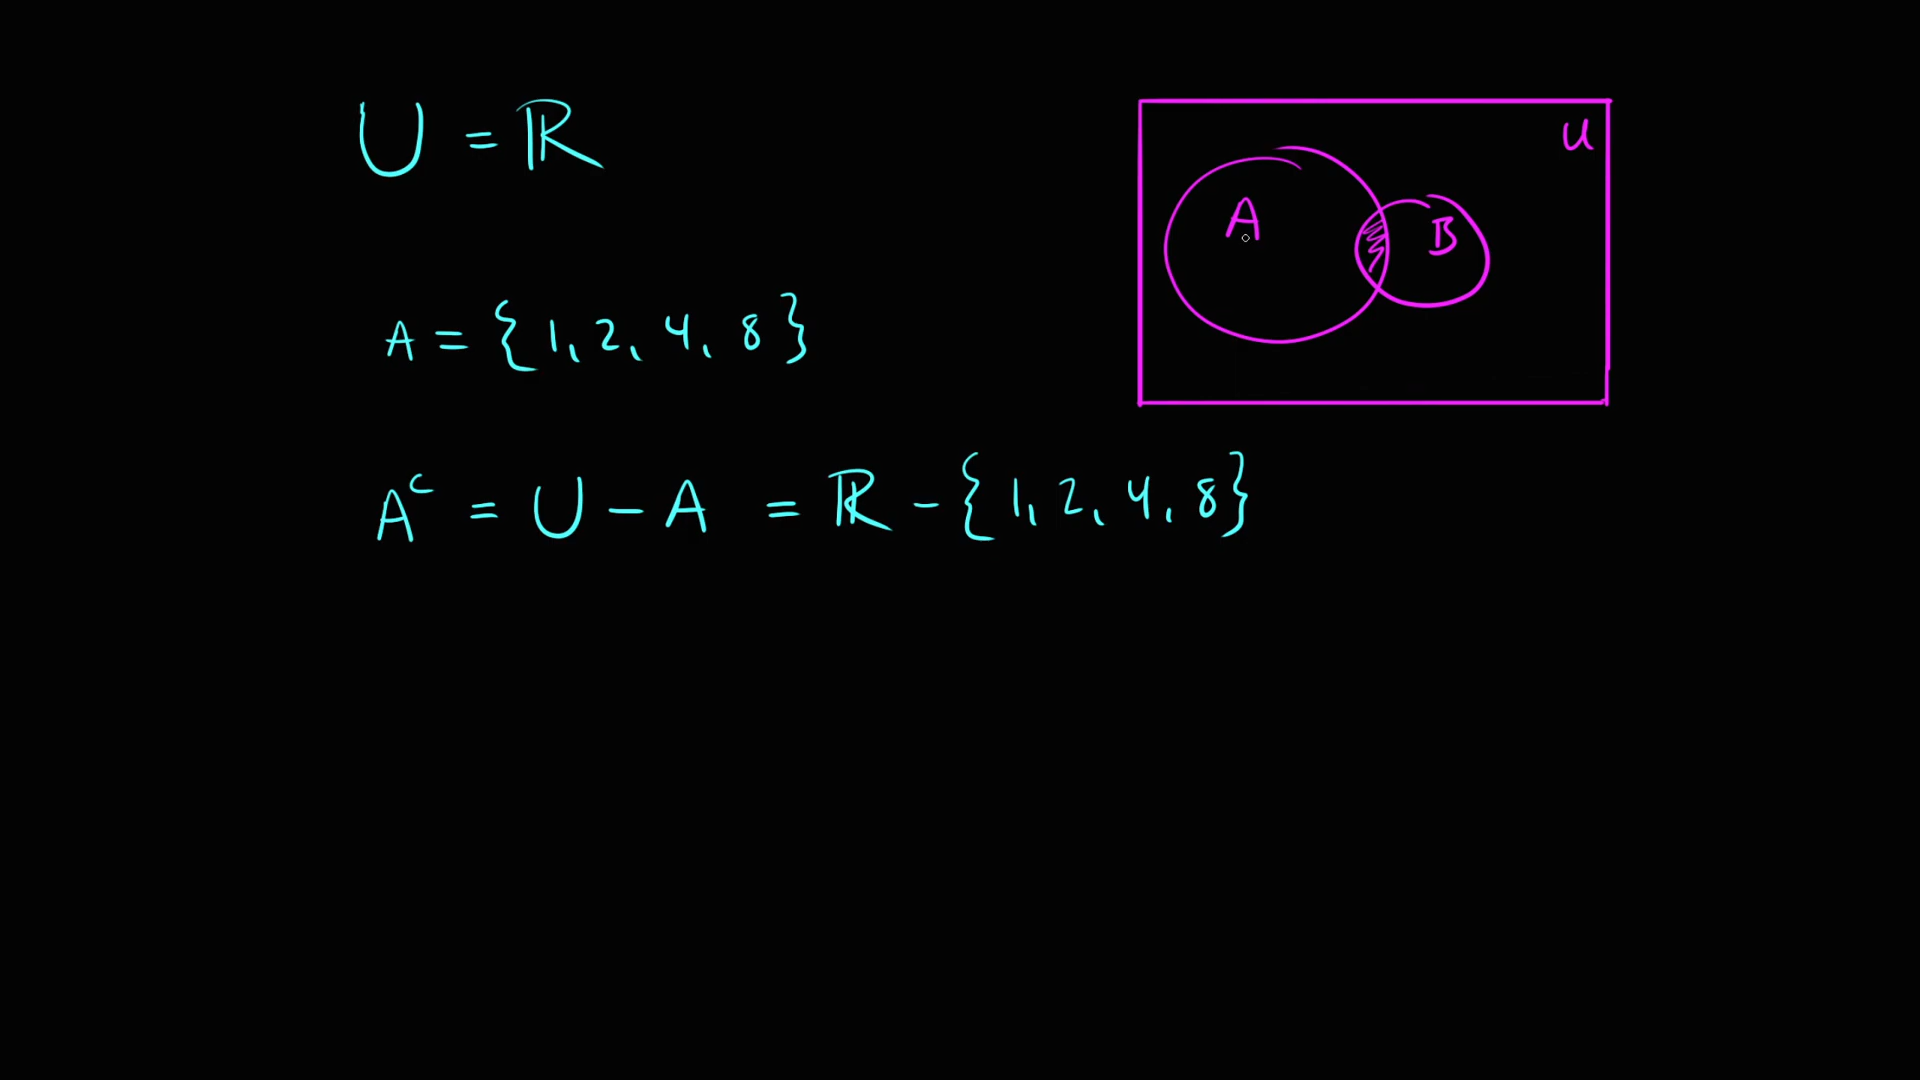 U = ℝ
U
A B
A = {1, 2, 4, 8}
Aᶜ = U − A = ℝ − {1, 2, 4, 8}